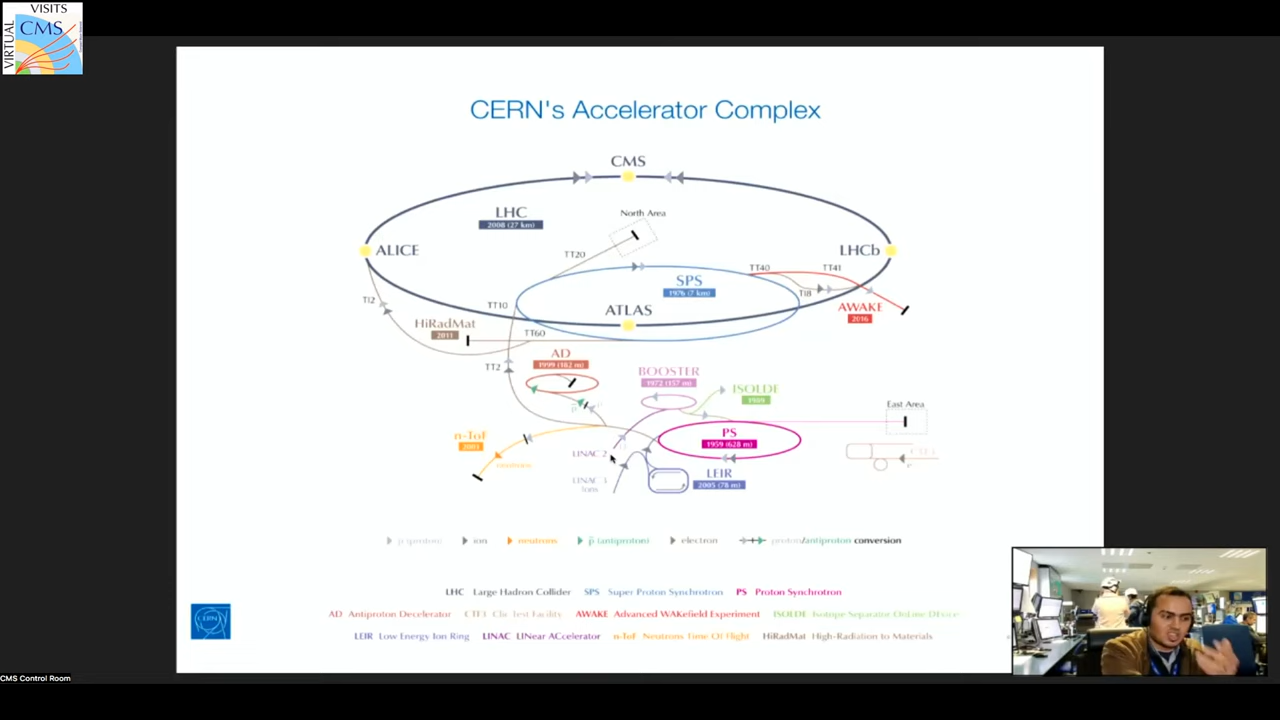 VISITS
VIRTUAL
CMS
CERN's Accelerator Complex
CMS
LHC
2008 (27 km)
North Area
ALICE
LHCb
TT20
TT40
TT41
SPS
1976 (7 km)
TI2
TT10
TI8
ATLAS
AWAKE
2016
HiRadMat
2011
TT60
AD
1999 (182 m)
TT2
BOOSTER
1972 (157 m)
ISOLDE
1989
East Area
p
n-ToF
2001
PS
1959 (628 m)
LINAC 2
neutrons
LEIR
2005 (78 m)
LINAC 3
Ions
e-
p (proton)
ion
neutrons
p̄ (antiproton)
electron
proton/antiproton conversion
LHC Large Hadron Collider SPS Super Proton Synchrotron PS Proton Synchrotron
AD Antiproton Decelerator CTF3 Clic Test Facility AWAKE Advanced WAKefield Experiment ISOLDE Isotope Separator OnLine DEvice
LEIR Low Energy Ion Ring LINAC LINear ACcelerator n-ToF Neutrons Time Of Flight HiRadMat High-Radiation to Materials
CERN
CMS Control Room